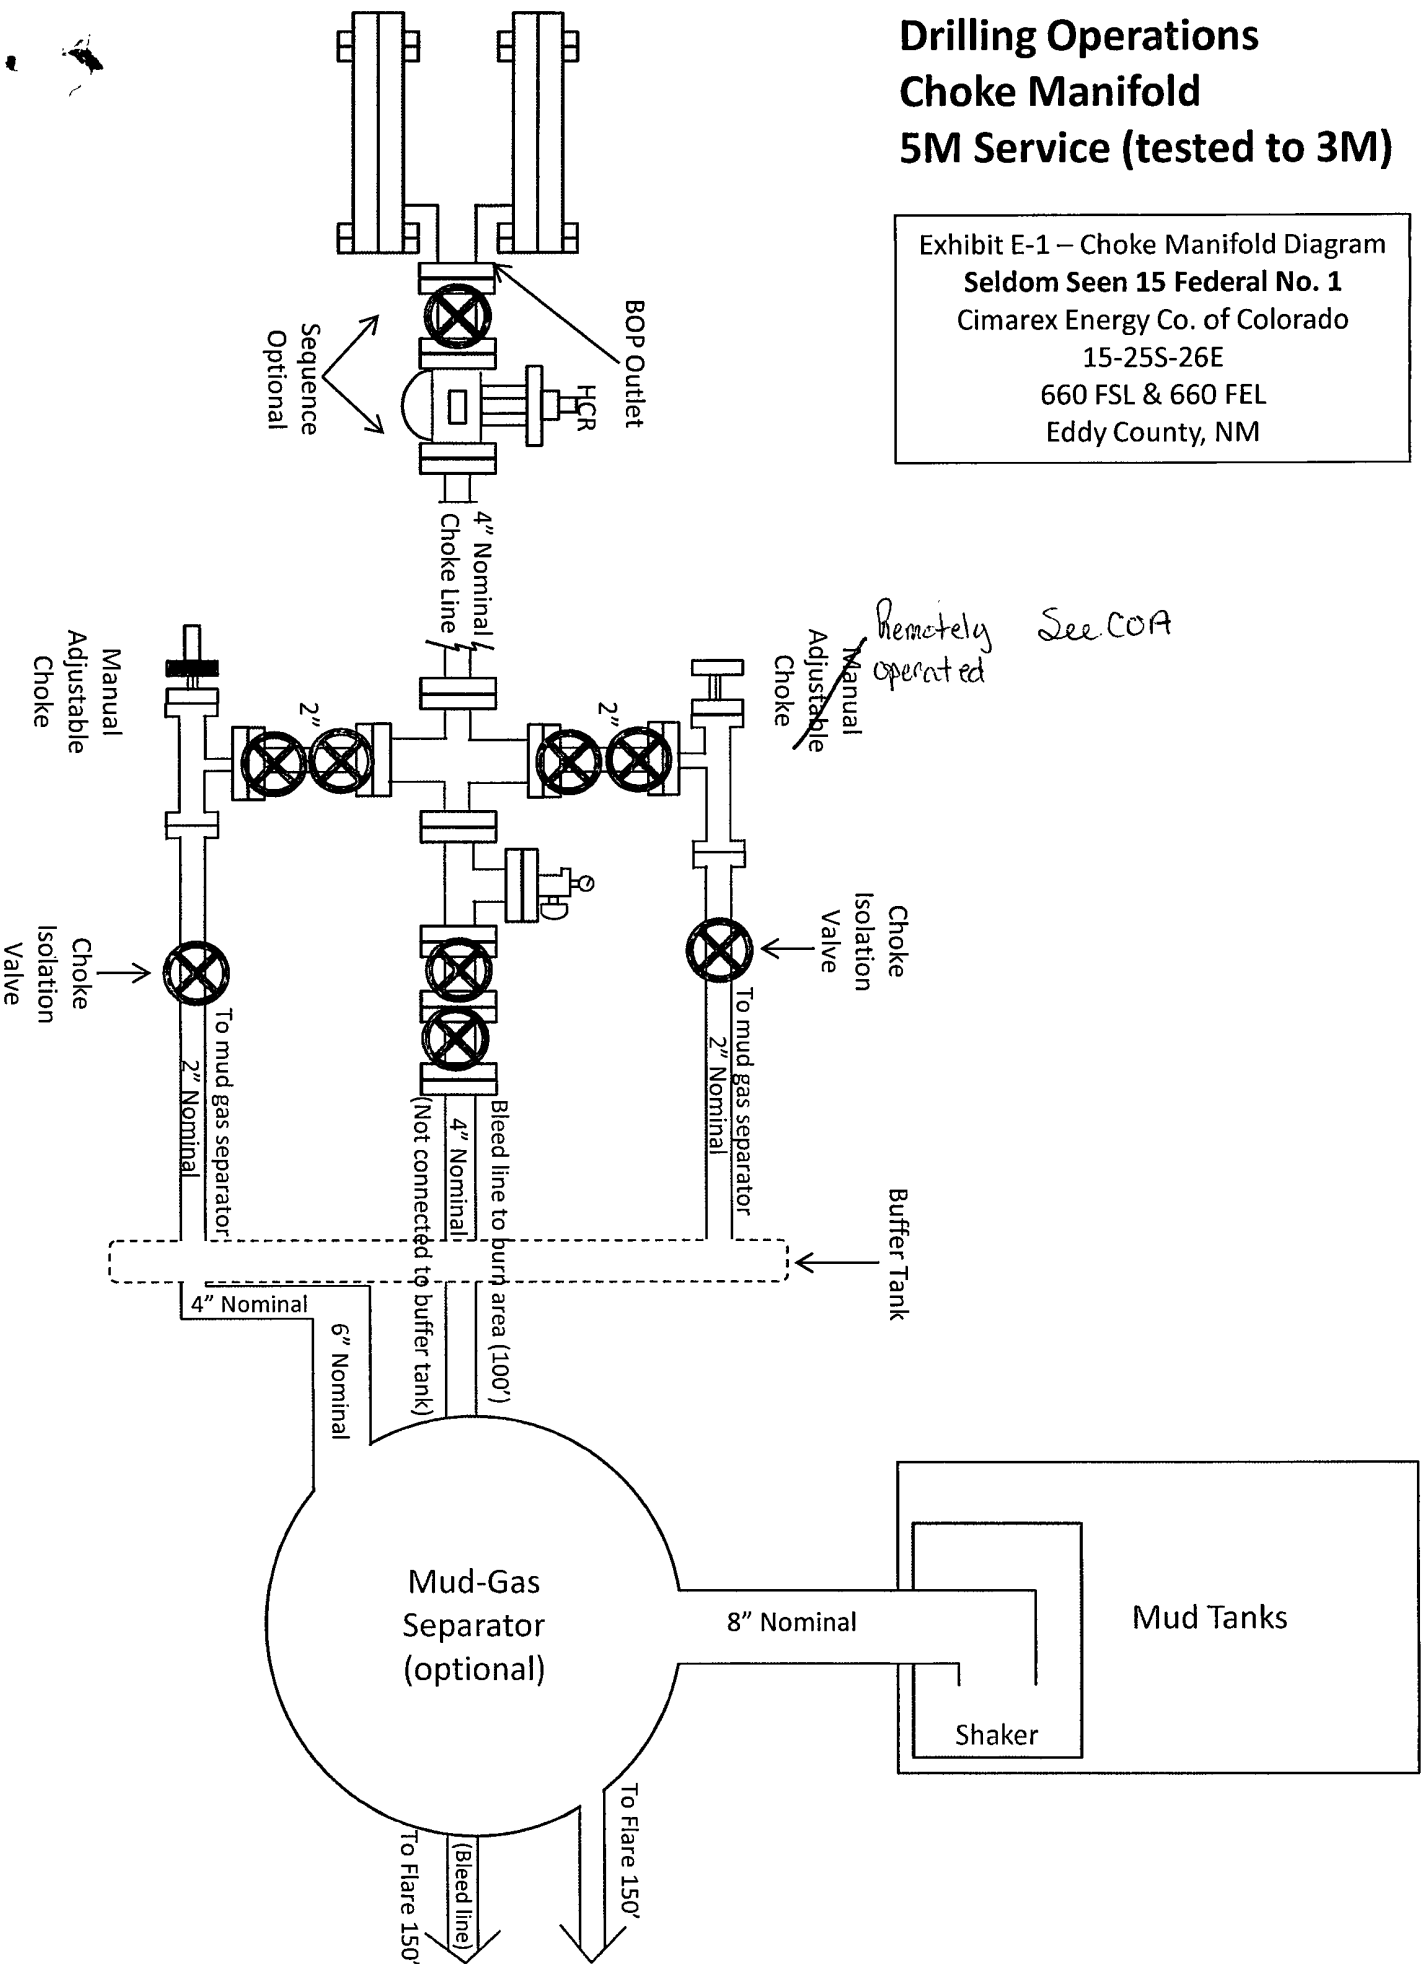 Drilling Operations
Choke Manifold
5M Service (tested to 3M)
Exhibit E-1 – Choke Manifold Diagram
Seldom Seen 15 Federal No. 1
Cimarex Energy Co. of Colorado
15-25S-26E
660 FSL & 660 FEL
Eddy County, NM
BOP Outlet
HCR
Sequence
Optional
4" Nominal
Choke Line
Remotely
operated
See COA
Manual
Adjustable
Choke
Manual
Adjustable
Choke
2"
2"
Choke
Isolation
Valve
Choke
Isolation
Valve
To mud gas separator
2" Nominal
To mud gas separator
2" Nominal
Bleed line to burn area (100')
4" Nominal
(Not connected to buffer tank)
Buffer Tank
4" Nominal
6" Nominal
Mud-Gas
Separator
(optional)
8" Nominal
Mud Tanks
Shaker
To Flare 150'
(Bleed line)
To Flare 150'